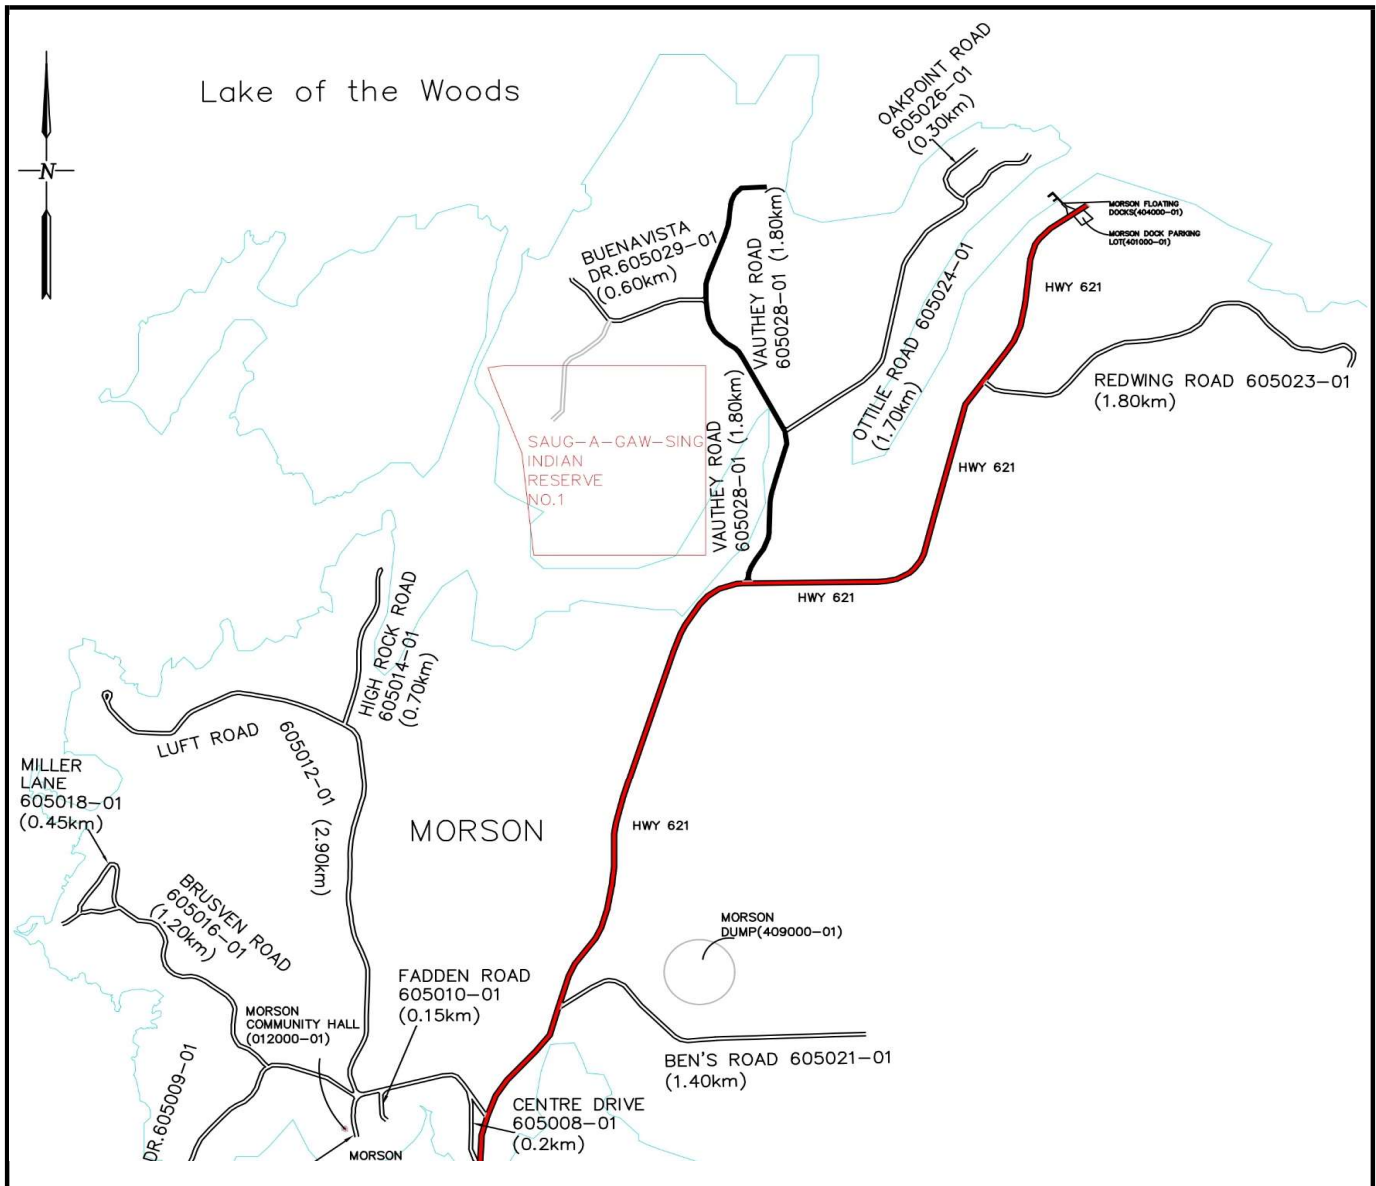 Lake of the Woods
N
OAKPOINT ROAD
605026-01
(0.30km)
BUENAVISTA
DR.605029-01
(0.60km)
VAUTHEY ROAD
605028-01 (1.80km)
MORSON FLOATING
DOCKS(404000-01)
MORSON DOCK PARKING
LOT(401000-01)
HWY 621
OTTILIE ROAD 605024-01
(1.70km)
REDWING ROAD 605023-01
(1.80km)
VAUTHEY ROAD
605028-01 (1.80km)
SAUG-A-GAW-SING
INDIAN
RESERVE
NO.1
HWY 621
HWY 621
HIGH ROCK ROAD
605014-01
(0.70km)
LUFT ROAD
605012-01 (2.90km)
MILLER
LANE
605018-01
(0.45km)
MORSON
HWY 621
BRUSVEN ROAD
605016-01
(1.20km)
MORSON
DUMP(409000-01)
FADDEN ROAD
605010-01
(0.15km)
MORSON
COMMUNITY HALL
(012000-01)
BEN'S ROAD 605021-01
(1.40km)
DR.605009-01
CENTRE DRIVE
605008-01
(0.2km)
MORSON